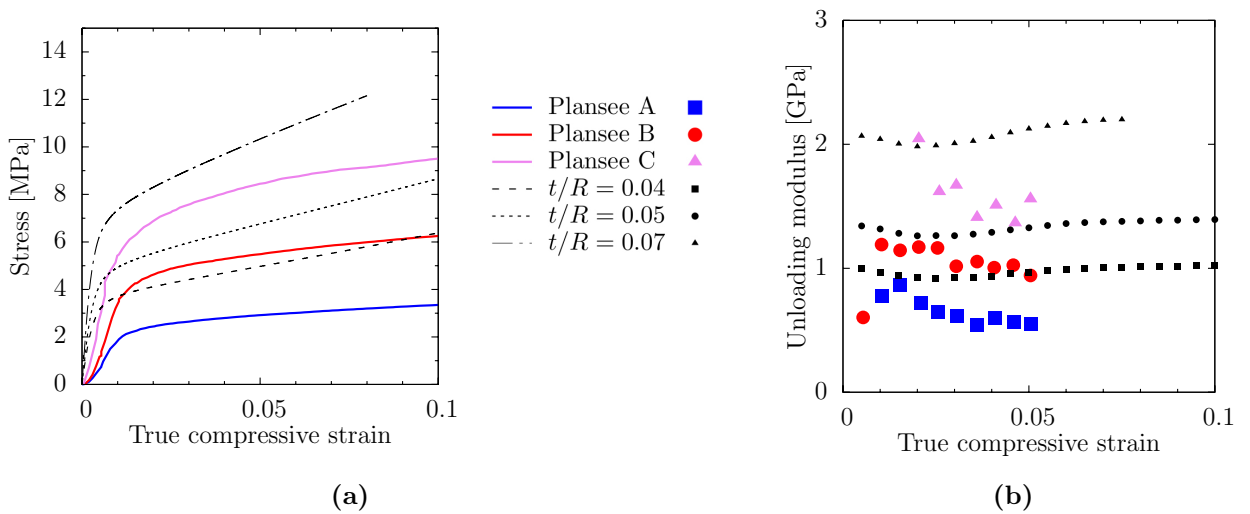 14
12
10
8
6
4
2
0
0
0.05
0.1
Stress [MPa]
True compressive strain
(a)
Plansee A
Plansee B
Plansee C
t/R = 0.04
t/R = 0.05
t/R = 0.07
3
2
1
0
0
0.05
0.1
Unloading modulus [GPa]
True compressive strain
(b)